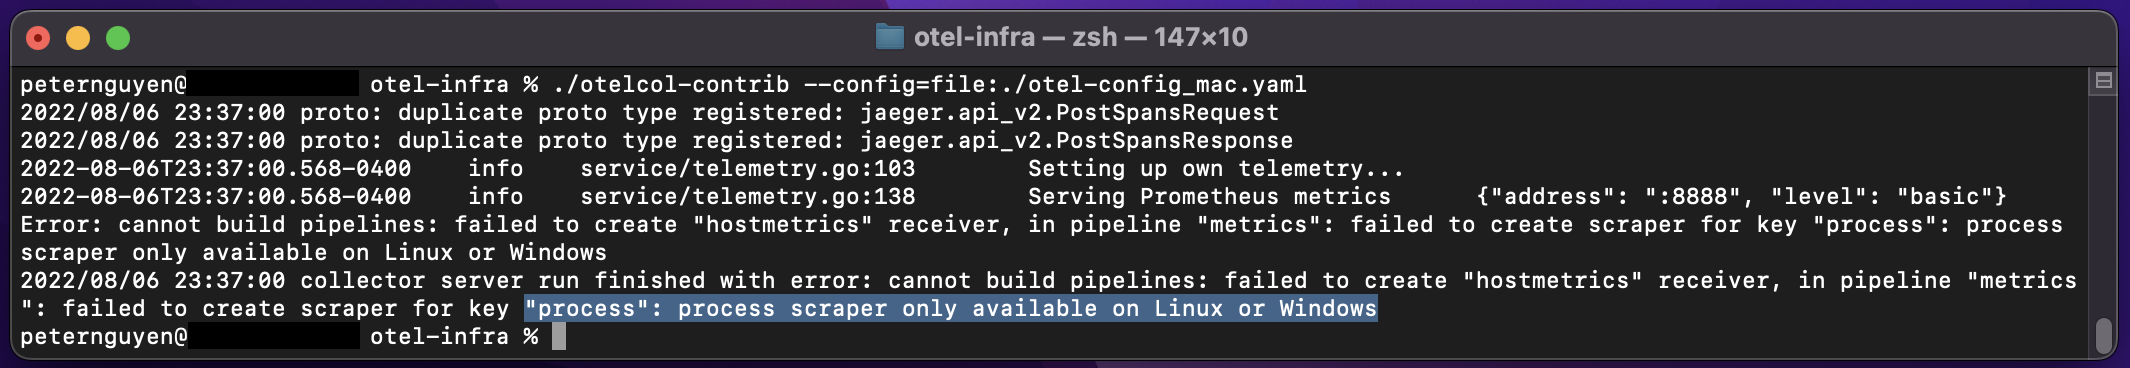 otel-infra — zsh — 147×10
peternguyen@ otel-infra % ./otelcol-contrib --config=file:./otel-config_mac.yaml
2022/08/06 23:37:00 proto: duplicate proto type registered: jaeger.api_v2.PostSpansRequest
2022/08/06 23:37:00 proto: duplicate proto type registered: jaeger.api_v2.PostSpansResponse
2022-08-06T23:37:00.568-0400    info    service/telemetry.go:103        Setting up own telemetry...
2022-08-06T23:37:00.568-0400    info    service/telemetry.go:138        Serving Prometheus metrics      {"address": ":8888", "level": "basic"}
Error: cannot build pipelines: failed to create "hostmetrics" receiver, in pipeline "metrics": failed to create scraper for key "process": process
scraper only available on Linux or Windows
2022/08/06 23:37:00 collector server run finished with error: cannot build pipelines: failed to create "hostmetrics" receiver, in pipeline "metrics
": failed to create scraper for key "process": process scraper only available on Linux or Windows
peternguyen@ otel-infra %